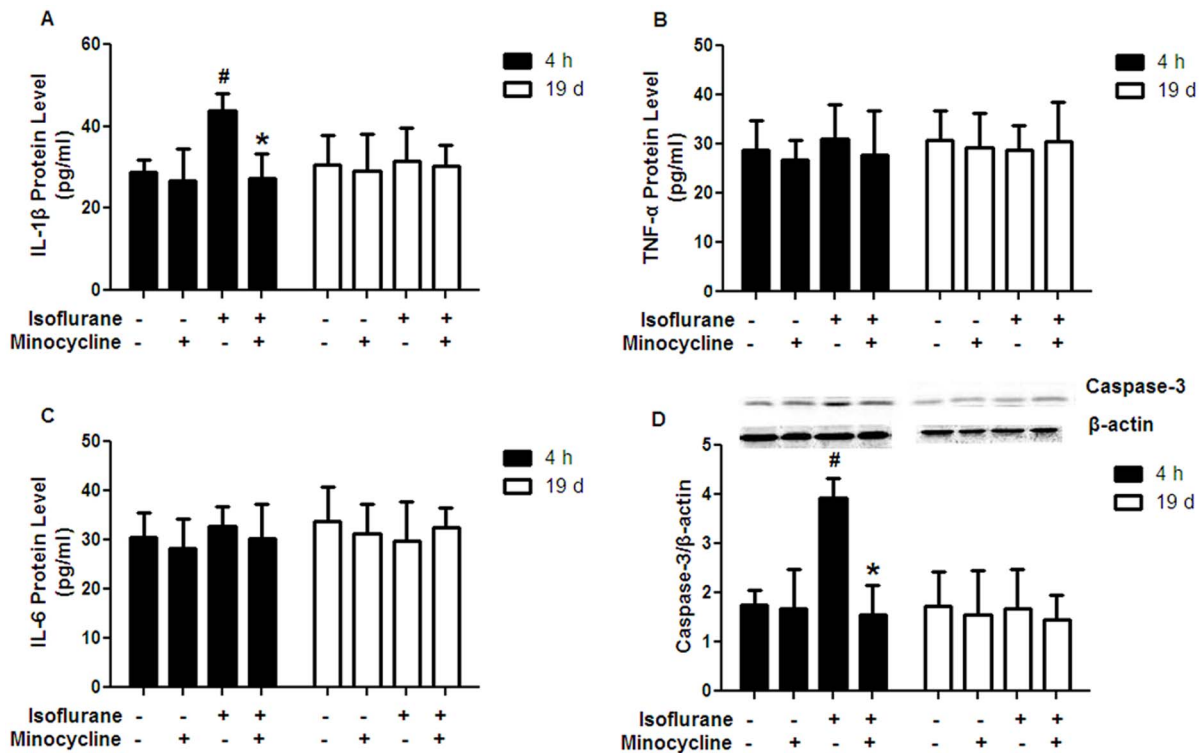 A
60
40
20
0
IL-1β Protein Level
(pg/ml)
#
*
4 h
19 d
Isoflurane - - + + - - + +
Minocycline - + - + - + - +
B
50
40
30
20
10
0
TNF-α Protein Level
(pg/ml)
4 h
19 d
Isoflurane - - + + - - + +
Minocycline - + - + - + - +
C
50
40
30
20
10
0
IL-6 Protein Level
(pg/ml)
4 h
19 d
Isoflurane - - + + - - + +
Minocycline - + - + - + - +
D
Caspase-3
β-actin
5
4
3
2
1
0
Caspase-3/β-actin
#
*
4 h
19 d
Isoflurane - - + + - - + +
Minocycline - + - + - + - +